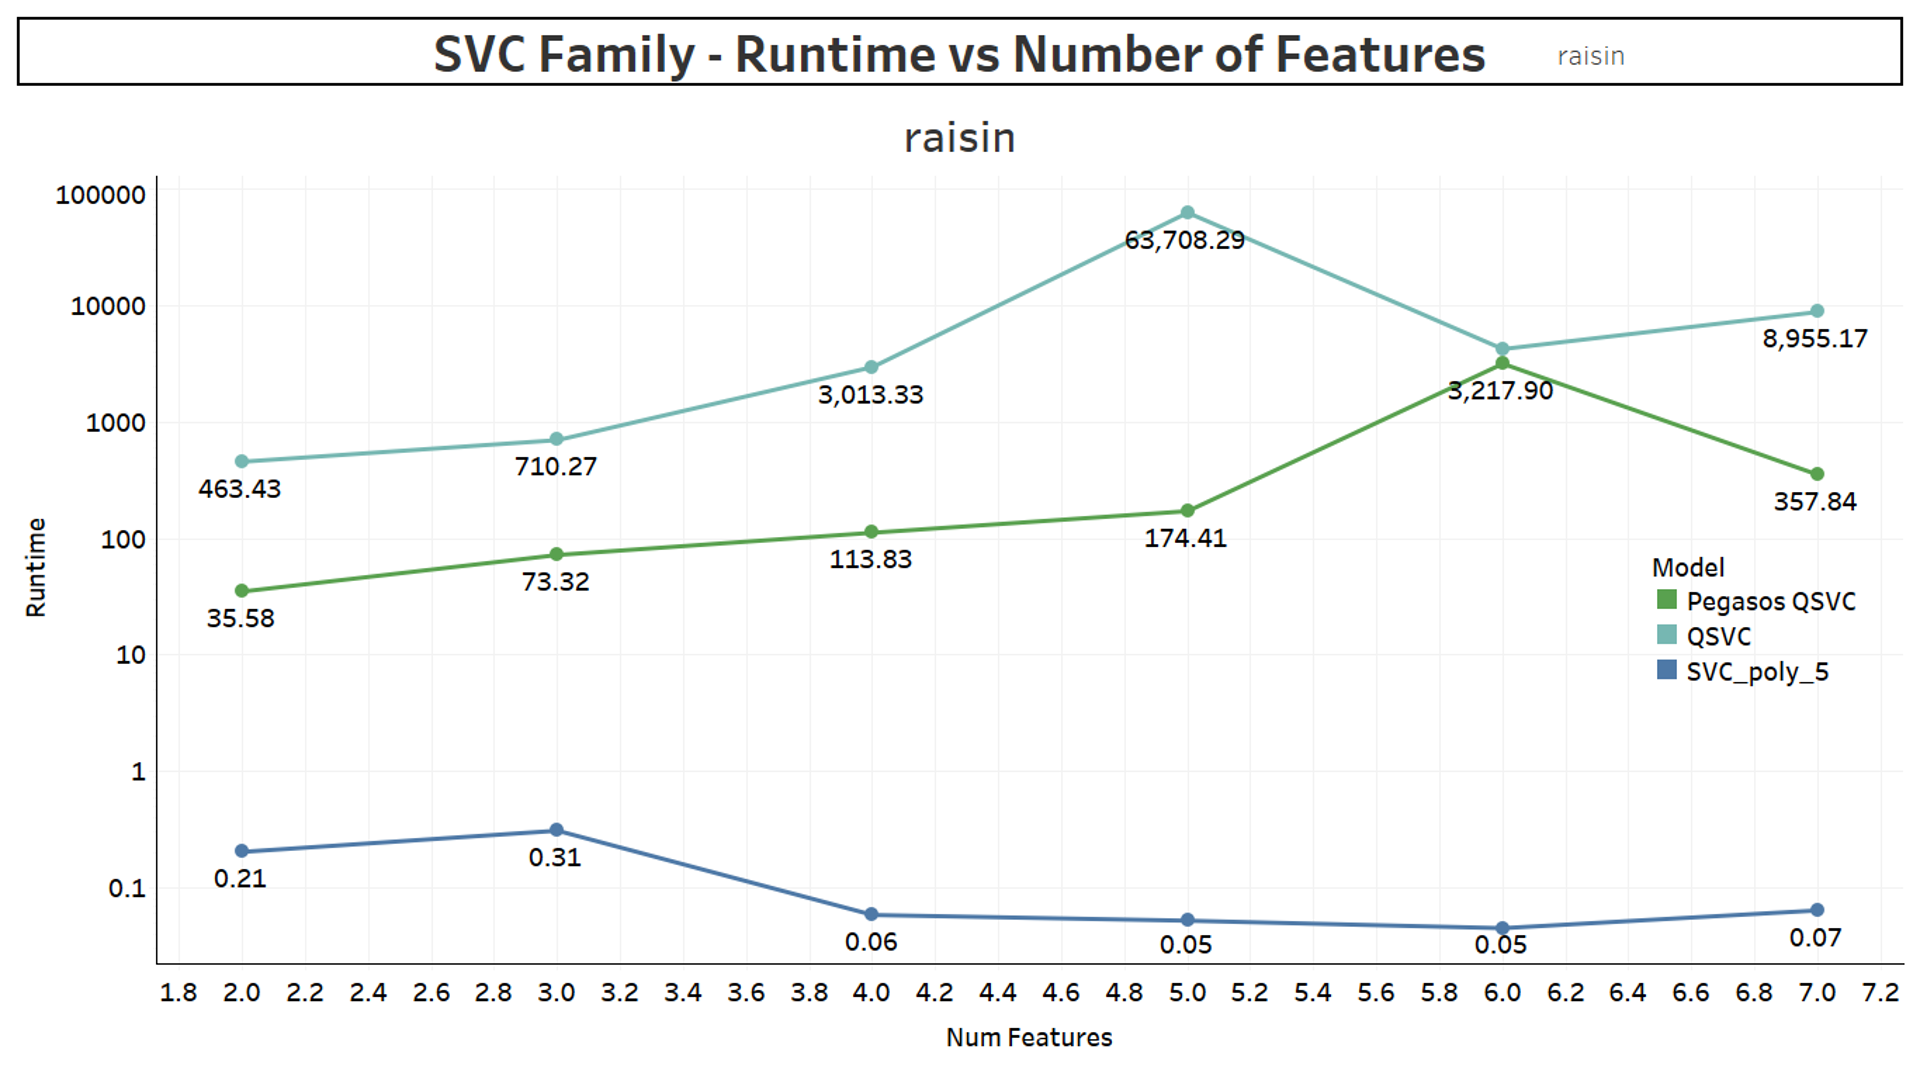 SVC Family - Runtime vs Number of Features raisin
raisin
100000
10000
1000
100
10
1
0.1
Runtime
63,708.29
8,955.17
3,013.33
3,217.90
710.27
463.43
357.84
174.41
113.83
73.32
35.58
Model
Pegasos QSVC
QSVC
SVC_poly_5
0.21
0.31
0.06
0.05
0.05
0.07
1.8 2.0 2.2 2.4 2.6 2.8 3.0 3.2 3.4 3.6 3.8 4.0 4.2 4.4 4.6 4.8 5.0 5.2 5.4 5.6 5.8 6.0 6.2 6.4 6.6 6.8 7.0 7.2
Num Features